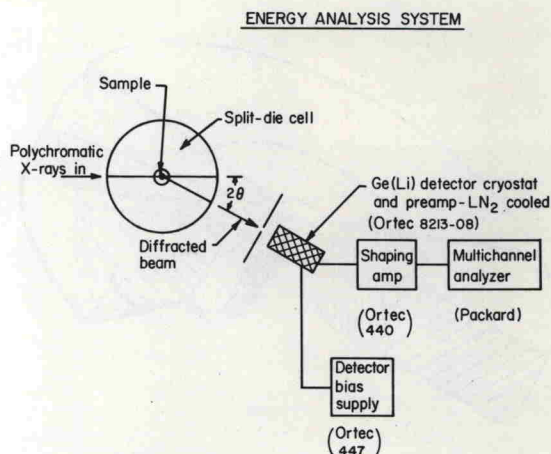 ENERGY ANALYSIS SYSTEM
Sample
Split-die cell
Polychromatic
X-rays in
2θ
Diffracted
beam
Ge(Li) detector cryostat
and preamp-LN₂ cooled
(Ortec 8213-08)
Shaping
amp
Multichannel
analyzer
(Ortec
440)
(Packard)
Detector
bias
supply
(Ortec
447)